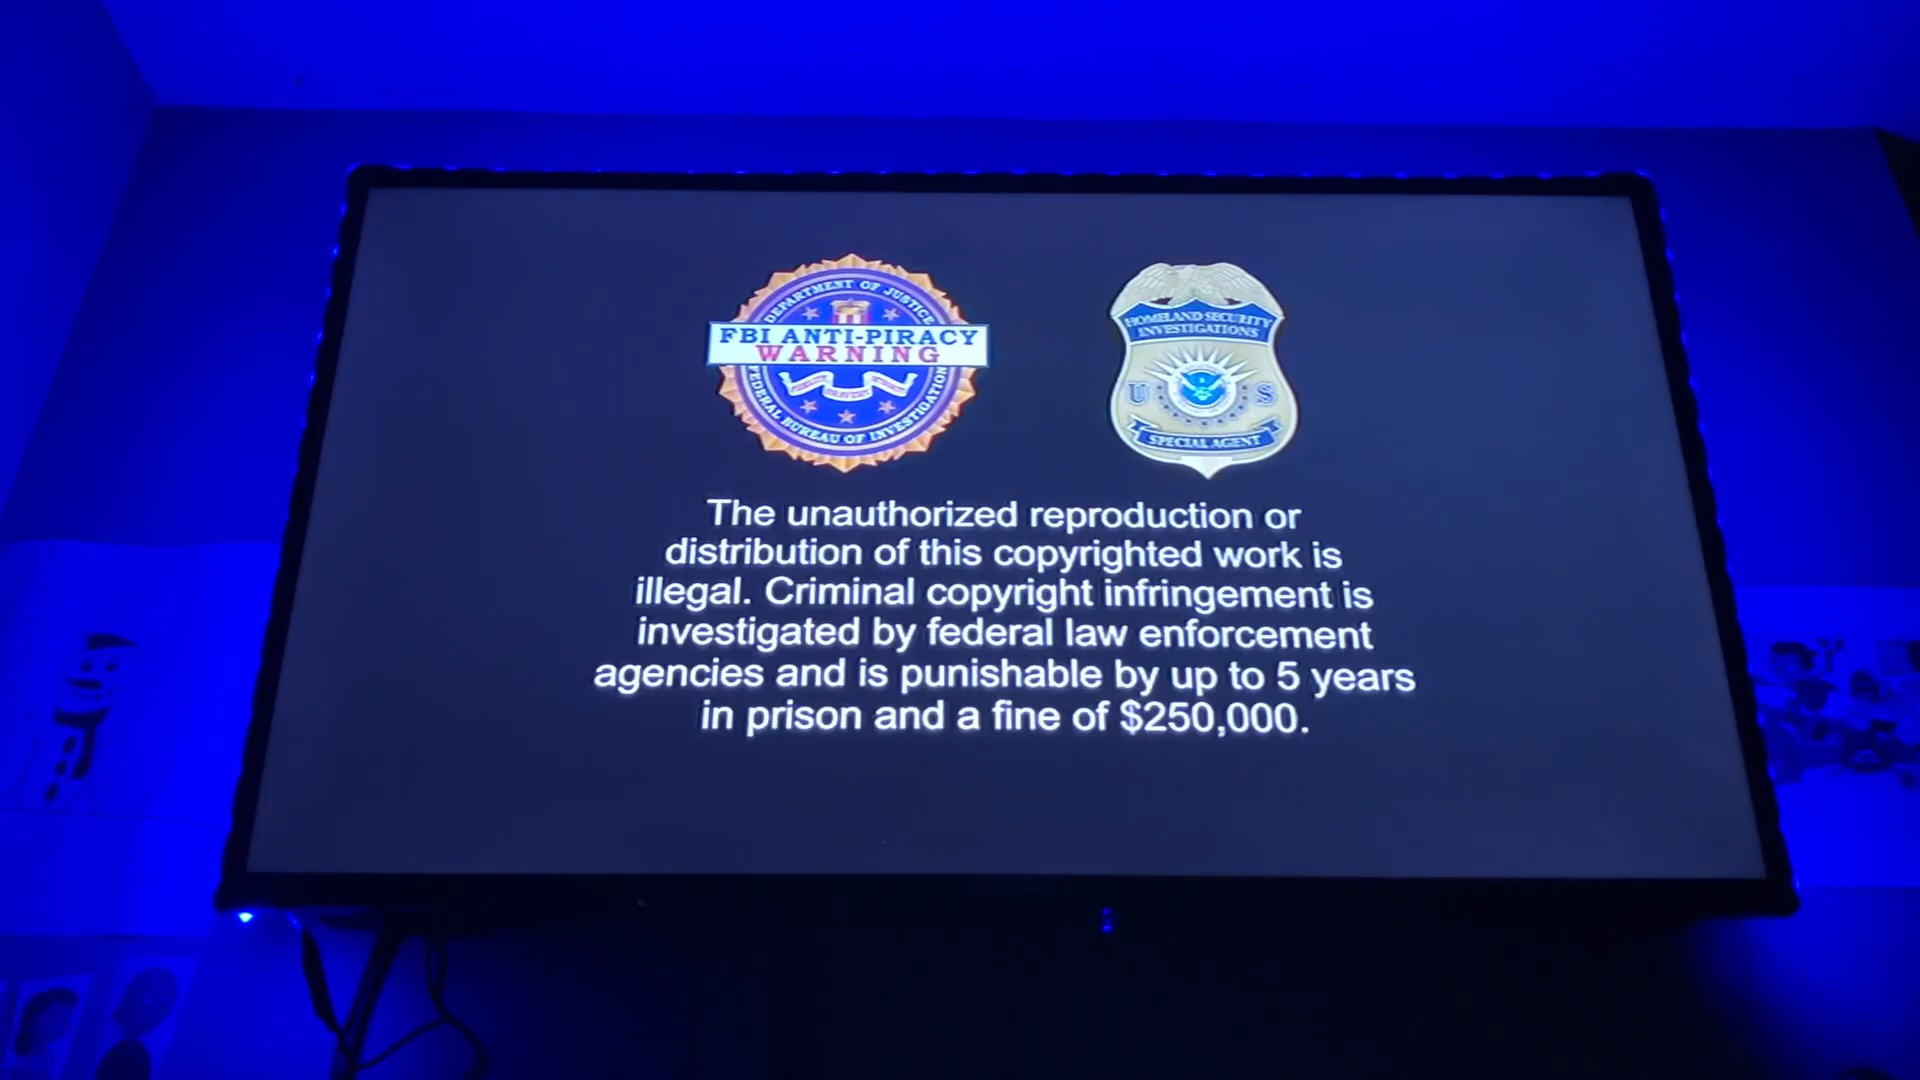 DEPARTMENT OF JUSTICE
FBI ANTI-PIRACY
WARNING
FEDERAL BUREAU OF INVESTIGATION
HOMELAND SECURITY
INVESTIGATIONS
U S
SPECIAL AGENT
The unauthorized reproduction or
distribution of this copyrighted work is
illegal. Criminal copyright infringement is
investigated by federal law enforcement
agencies and is punishable by up to 5 years
in prison and a fine of $250,000.